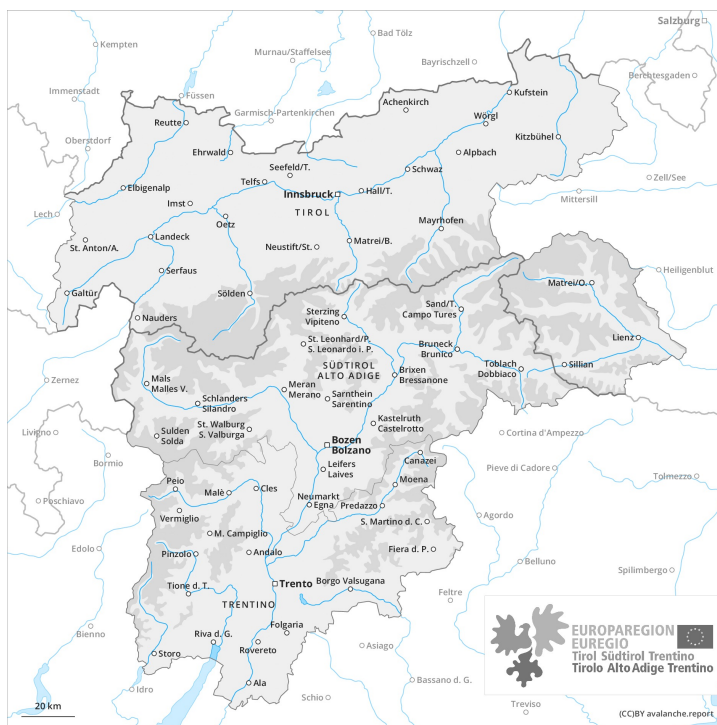 Salzburg
Kempten
Bad Tölz
Murnau/Staffelsee
Bayrischzell
Berchtesgaden
Immenstadt
Füssen
Kufstein
Achenkirch
Garmisch-Partenkirchen
Wörgl
Reutte
Oberstdorf
Kitzbühel
Ehrwald
Alpbach
Seefeld/T.
Schwaz
Zell/See
Telfs
Elbigenalp
Innsbruck
Hall/T.
Mittersill
Imst
TIROL
Lech
Oetz
Mayrhofen
Landeck
St. Anton/A.
Neustift/St.
Matrei/B.
Serfaus
Heiligenblut
Matrei/O.
Galtür
Sölden
Sand/T.
Campo Tures
Nauders
Sterzing
Vipiteno
Lienz
St. Leonhard/P.
S. Leonardo i. P.
Bruneck
Brunico
SÜDTIROL
ALTO ADIGE
Toblach
Dobbiaco
Sillian
Brixen
Bressanone
Zernez
Mals
Malles V.
Meran
Merano
Schlanders
Silandro
Sarnthein
Sarentino
Kastelruth
Castelrotto
St. Walburg
S. Valburga
Livigno
Sulden
Solda
Cortina d'Ampezzo
Bozen
Bolzano
Bormio
Canazei
Pieve di Cadore
Leifers
Laives
Tolmezzo
Peio
Moena
Poschiavo
Malè
Cles
Neumarkt
Egna
Predazzo
Agordo
Vermiglio
S. Martino d. C.
M. Campiglio
Edolo
Pinzolo
Andalo
Fiera d. P.
Belluno
Spilimbergo
Trento
Borgo Valsugana
Tione d. T.
Feltre
TRENTINO
Folgaria
Bienno
Riva d. G.
Rovereto
Asiago
Storo
Bassano d. G.
Ala
Idro
Schio
Treviso
EUROPAREGION
EUREGIO
Tirol Südtirol Trentino
Tirolo Alto Adige Trentino
20 km
(CC)BY avalanche.report